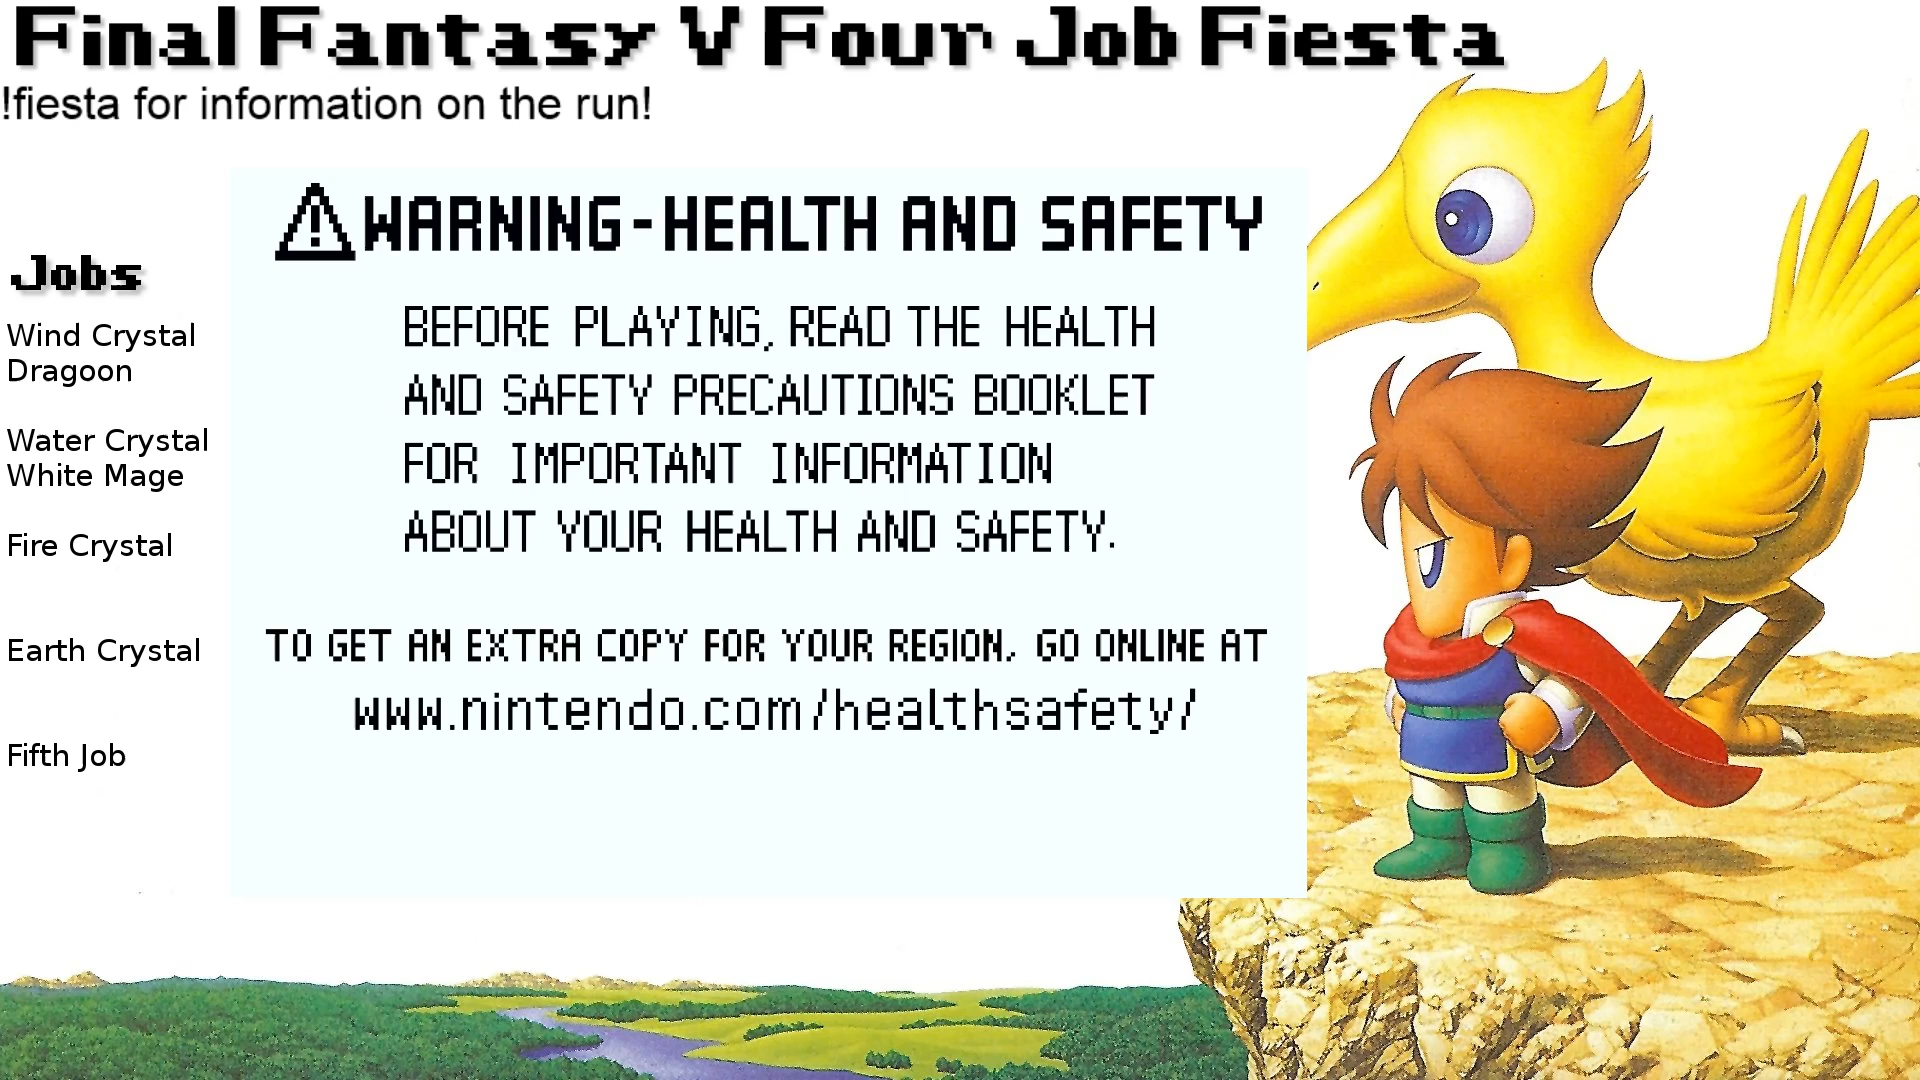 Final Fantasy V Four Job Fiesta
!fiesta for information on the run!
Jobs
Wind Crystal
Dragoon
Water Crystal
White Mage
Fire Crystal
Earth Crystal
Fifth Job
WARNING-HEALTH AND SAFETY
BEFORE PLAYING, READ THE HEALTH
AND SAFETY PRECAUTIONS BOOKLET
FOR IMPORTANT INFORMATION
ABOUT YOUR HEALTH AND SAFETY.
TO GET AN EXTRA COPY FOR YOUR REGION, GO ONLINE AT
www.nintendo.com/healthsafety/